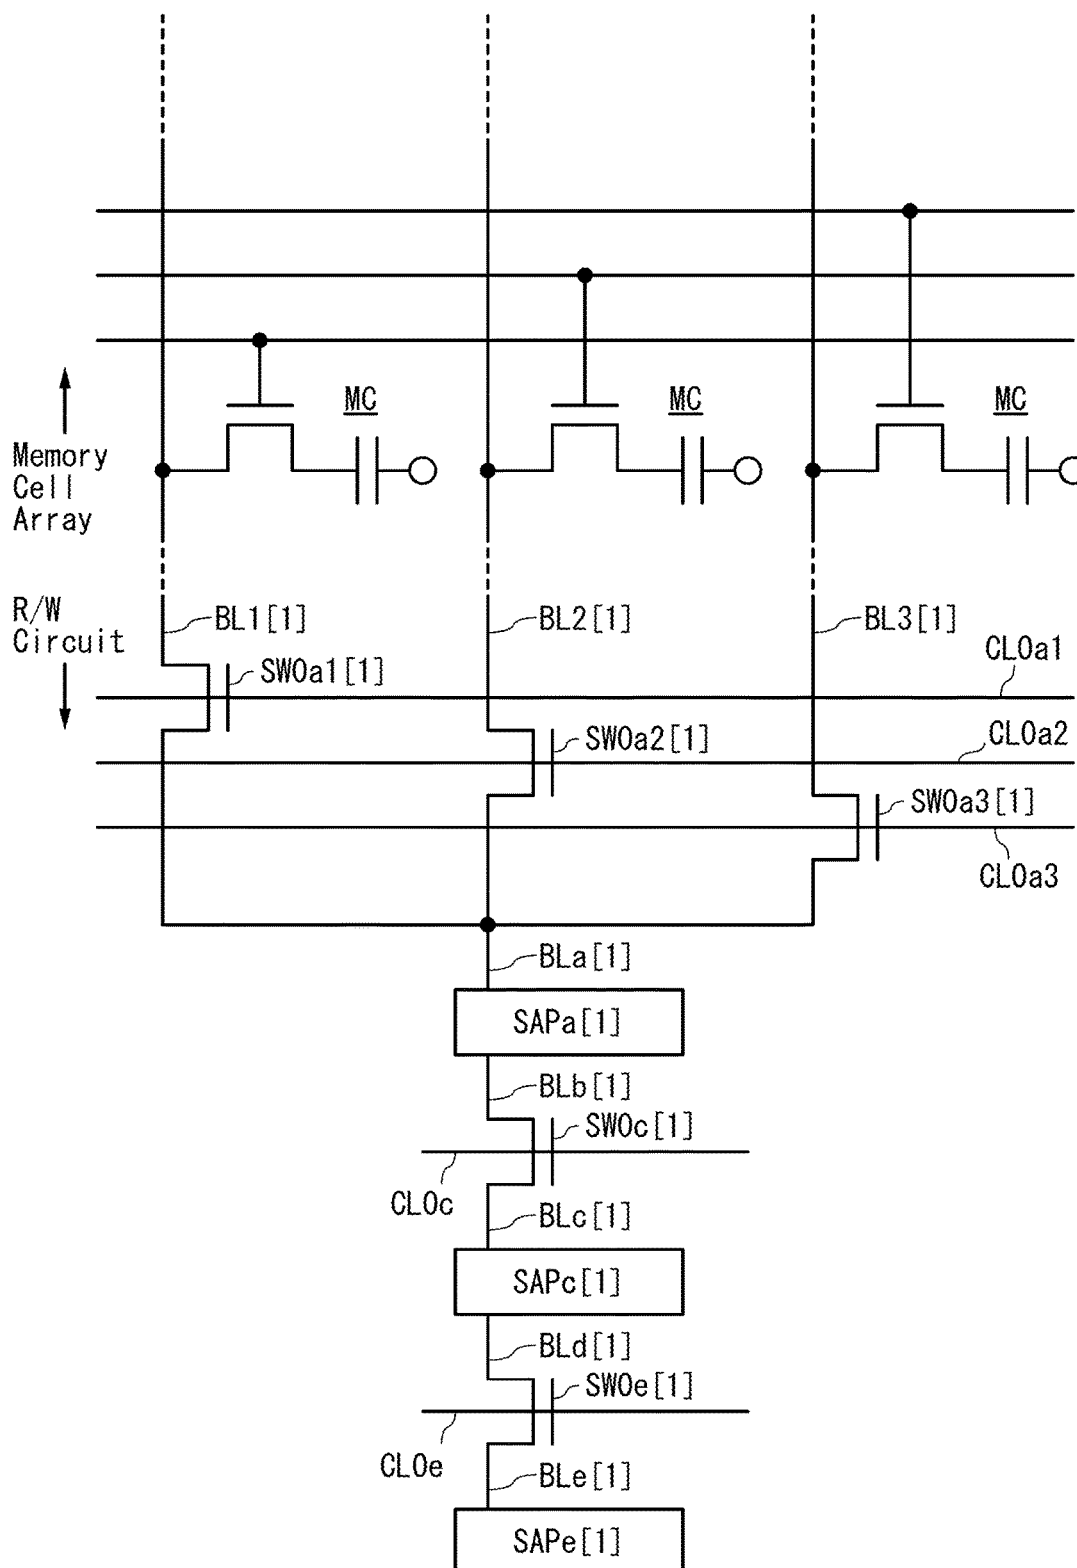 MC MC MC
Memory
Cell
Array
R/W
Circuit
BL1[1] BL2[1] BL3[1]
SW0a1[1] CL0a1
SW0a2[1] CL0a2
SW0a3[1]
CL0a3
BLa[1]
SAPa[1]
BLb[1]
SW0c[1]
CL0c
BLc[1]
SAPc[1]
BLd[1]
SW0e[1]
CL0e
BLe[1]
SAPe[1]